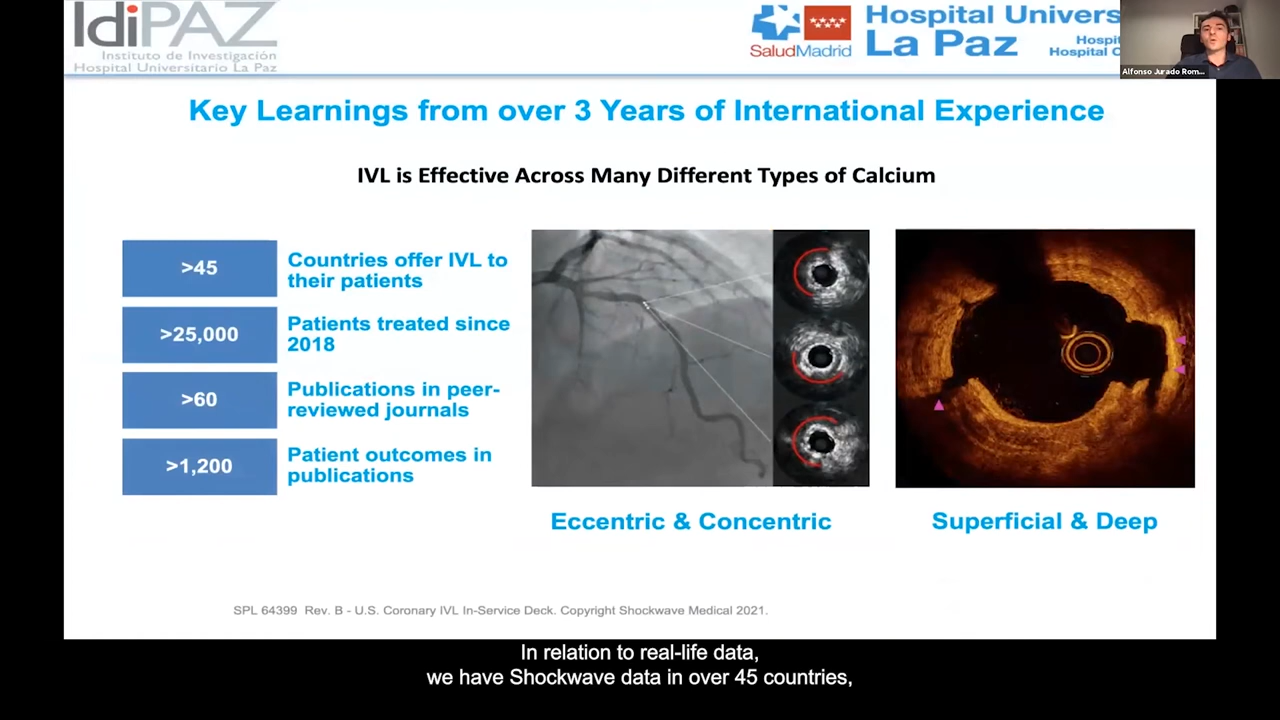 IdiPAZ
Instituto de Investigación
Hospital Universitario La Paz
SaludMadrid
Hospital Univers
La Paz
Hospit
Hospital C
Alfonso Jurado Rom...
Key Learnings from over 3 Years of International Experience
IVL is Effective Across Many Different Types of Calcium
>45
Countries offer IVL to
their patients
>25,000
Patients treated since
2018
>60
Publications in peer-
reviewed journals
>1,200
Patient outcomes in
publications
Eccentric & Concentric
Superficial & Deep
SPL 64399 Rev. B - U.S. Coronary IVL In-Service Deck. Copyright Shockwave Medical 2021.
In relation to real-life data,
we have Shockwave data in over 45 countries,